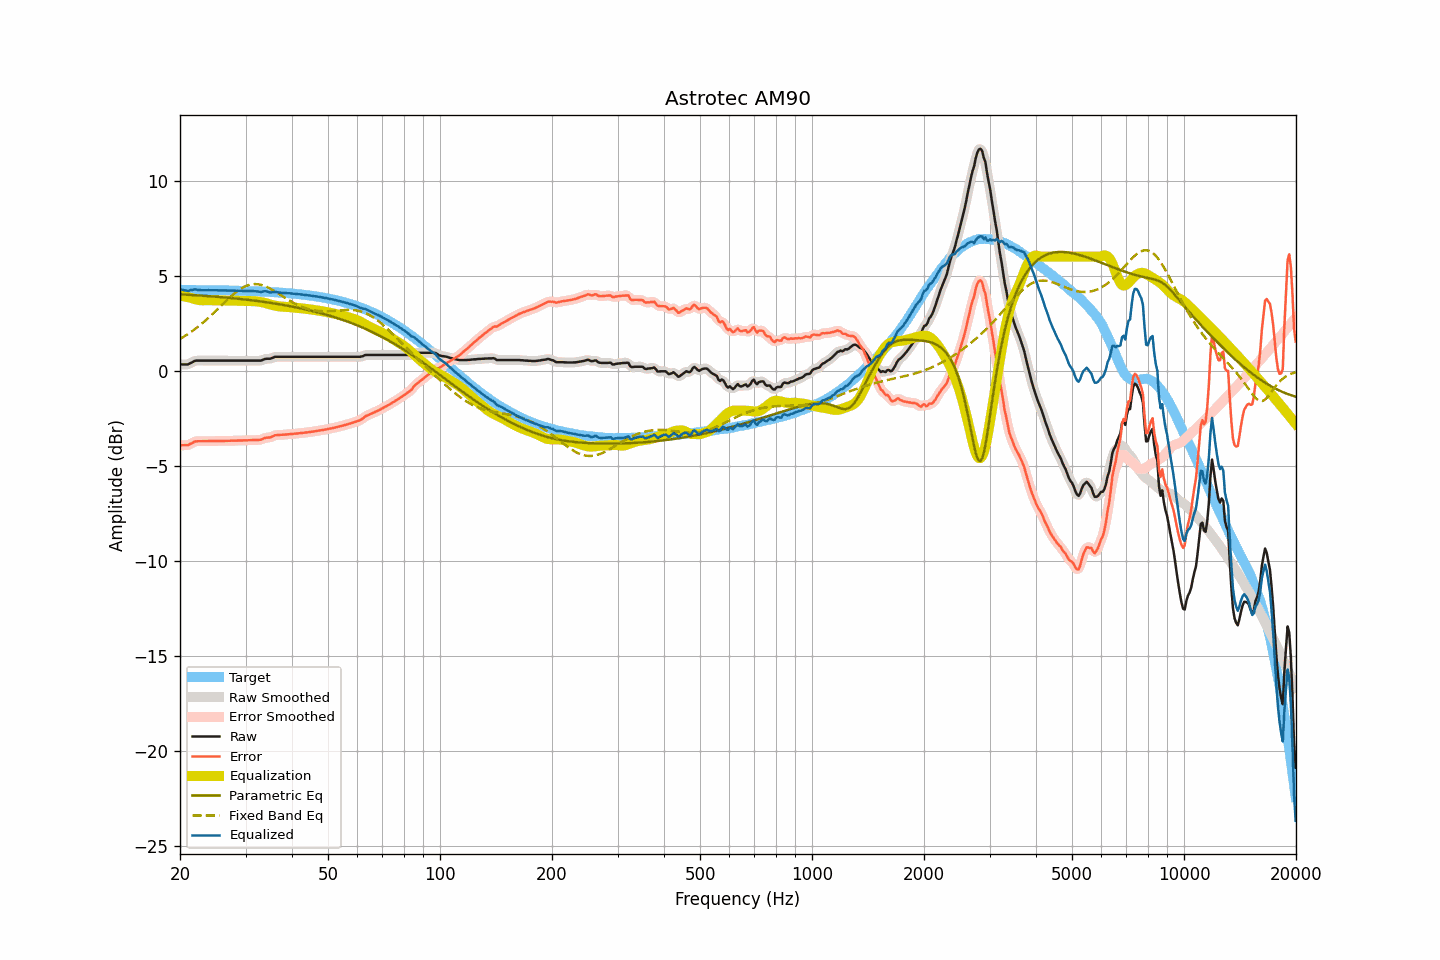 Astrotec AM90
Amplitude (dBr)
10
5
0
−5
−10
−15
−20
−25
Target
Raw Smoothed
Error Smoothed
Raw
Error
Equalization
Parametric Eq
Fixed Band Eq
Equalized
20
50
100
200
500
1000
2000
5000
10000
20000
Frequency (Hz)